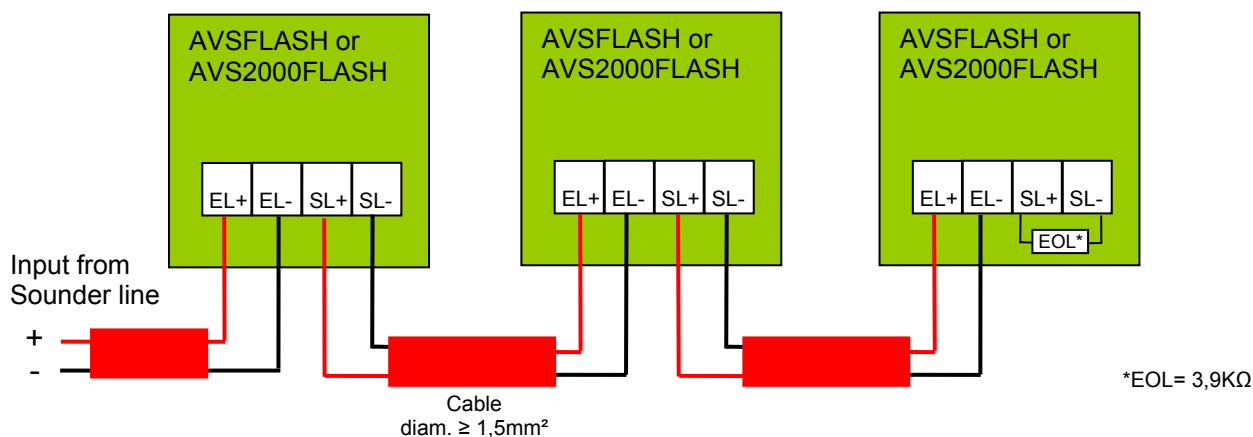 AVSFLASH or
AVS2000FLASH
EL+ EL- SL+ SL-
AVSFLASH or
AVS2000FLASH
EL+ EL- SL+ SL-
AVSFLASH or
AVS2000FLASH
EL+ EL- SL+ SL-
EOL*
Input from
Sounder line
+
-
Cable
diam. ≥ 1,5mm²
*EOL= 3,9KΩ